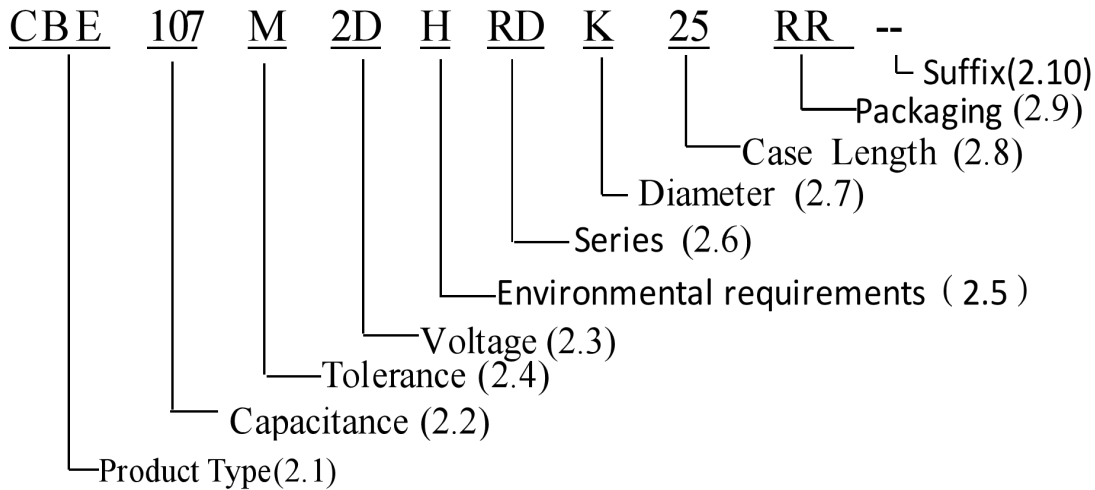 CBE 107 M 2D H RD K 25 RR --
Suffix(2.10)
Packaging (2.9)
Case Length (2.8)
Diameter (2.7)
Series (2.6)
Environmental requirements（2.5）
Voltage (2.3)
Tolerance (2.4)
Capacitance (2.2)
Product Type(2.1)